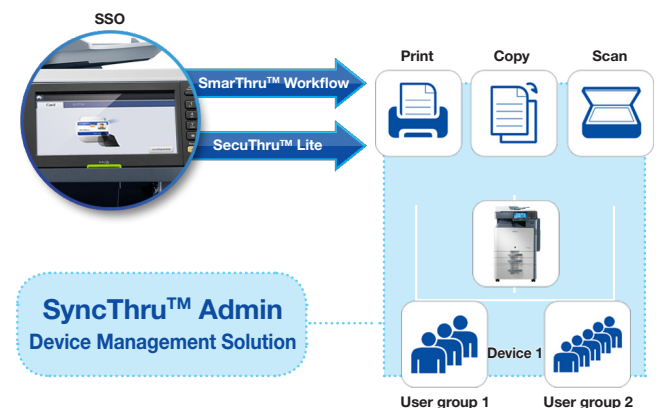 SSO
SmarThru™ Workflow
SecuThru™ Lite
Print
Copy
Scan
SyncThru™ Admin
Device Management Solution
Device 1
User group 1
User group 2